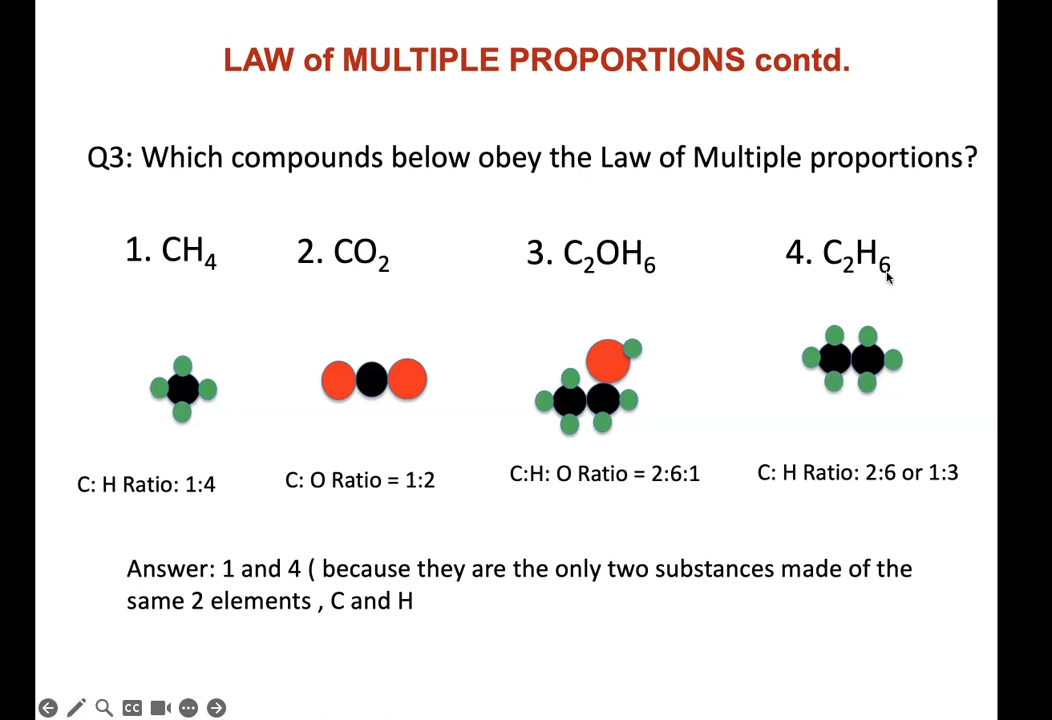 LAW of MULTIPLE PROPORTIONS contd.
Q3: Which compounds below obey the Law of Multiple proportions?
1. CH₄
2. CO₂
3. C₂OH₆
4. C₂H₆
C: H Ratio: 1:4
C: O Ratio = 1:2
C:H: O Ratio = 2:6:1
C: H Ratio: 2:6 or 1:3
Answer: 1 and 4 ( because they are the only two substances made of the
same 2 elements , C and H
CC